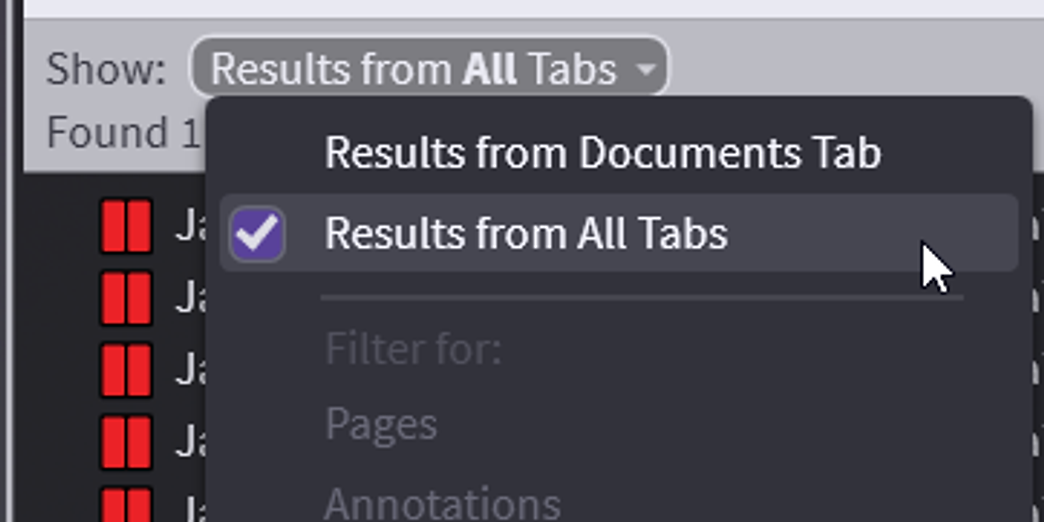 Show: Results from All Tabs
Found 1
Results from Documents Tab
Results from All Tabs
Filter for:
Pages
Annotations